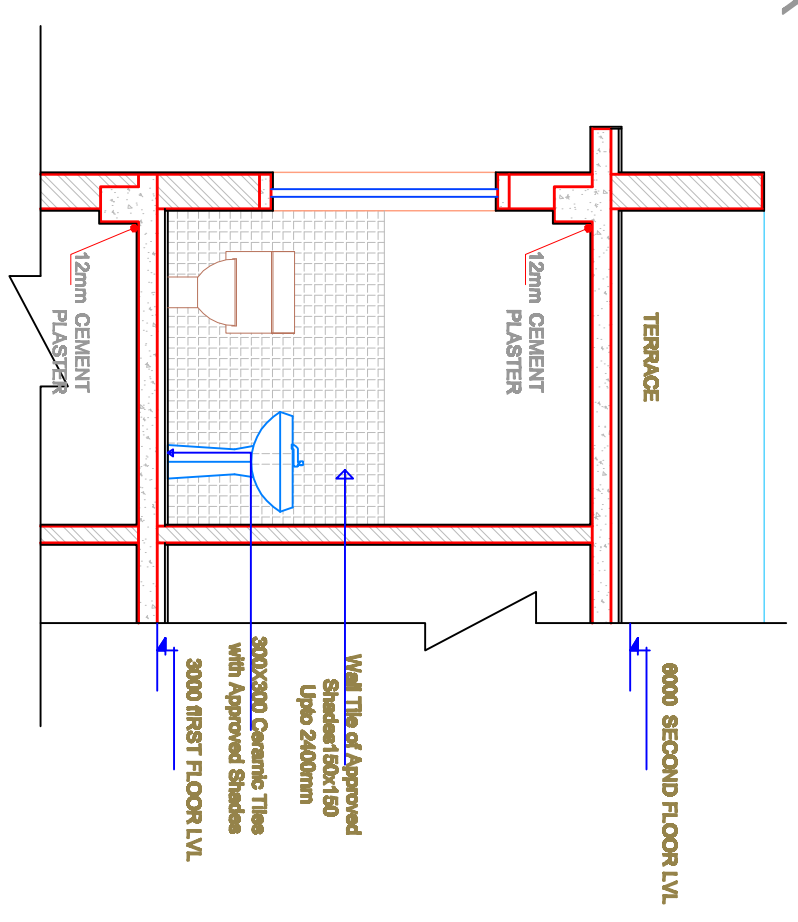 6000 SECOND FLOOR LVL
TERRACE
12mm CEMENT
PLASTER
Wall Tile of Approved
Shades150x150
Upto 2400mm
300X300 Ceramic Tiles
with Approved Shades
3000 fIRST FLOOR LVL
12mm CEMENT
PLASTER